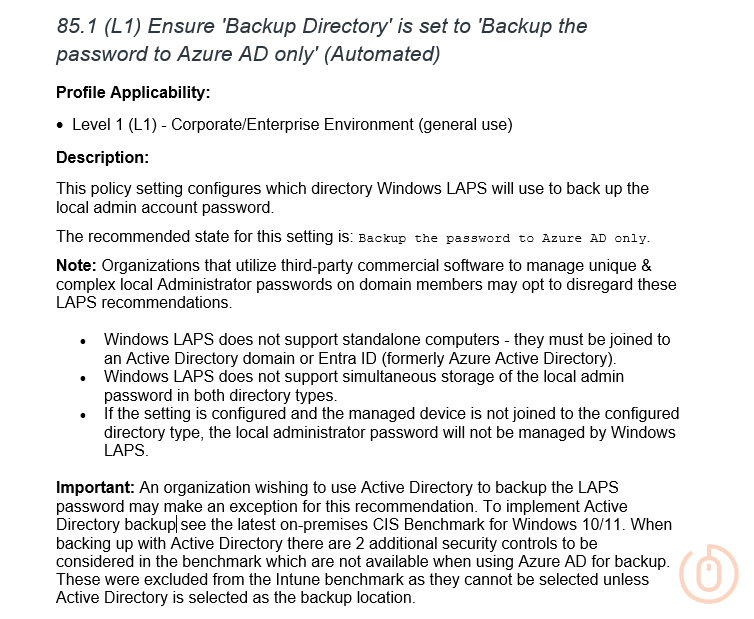 85.1 (L1) Ensure 'Backup Directory' is set to 'Backup the
password to Azure AD only' (Automated)
Profile Applicability:
• Level 1 (L1) - Corporate/Enterprise Environment (general use)
Description:
This policy setting configures which directory Windows LAPS will use to back up the
local admin account password.
The recommended state for this setting is: Backup the password to Azure AD only.
Note: Organizations that utilize third-party commercial software to manage unique &
complex local Administrator passwords on domain members may opt to disregard these
LAPS recommendations.
• Windows LAPS does not support standalone computers - they must be joined to
an Active Directory domain or Entra ID (formerly Azure Active Directory).
• Windows LAPS does not support simultaneous storage of the local admin
password in both directory types.
• If the setting is configured and the managed device is not joined to the configured
directory type, the local administrator password will not be managed by Windows
LAPS.
Important: An organization wishing to use Active Directory to backup the LAPS
password may make an exception for this recommendation. To implement Active
Directory backup see the latest on-premises CIS Benchmark for Windows 10/11. When
backing up with Active Directory there are 2 additional security controls to be
considered in the benchmark which are not available when using Azure AD for backup.
These were excluded from the Intune benchmark as they cannot be selected unless
Active Directory is selected as the backup location.